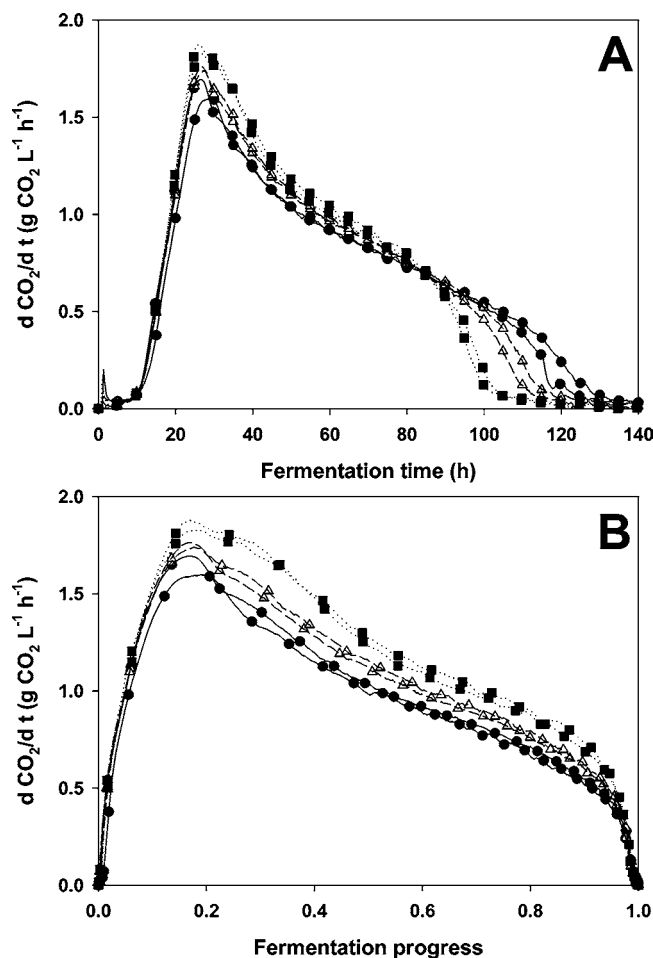 A
d CO₂/d t (g CO₂ L⁻¹ h⁻¹)
2.0
1.5
1.0
0.5
0.0
0 20 40 60 80 100 120 140
Fermentation time (h)
B
d CO₂/d t (g CO₂ L⁻¹ h⁻¹)
2.0
1.5
1.0
0.5
0.0
0.0 0.2 0.4 0.6 0.8 1.0
Fermentation progress